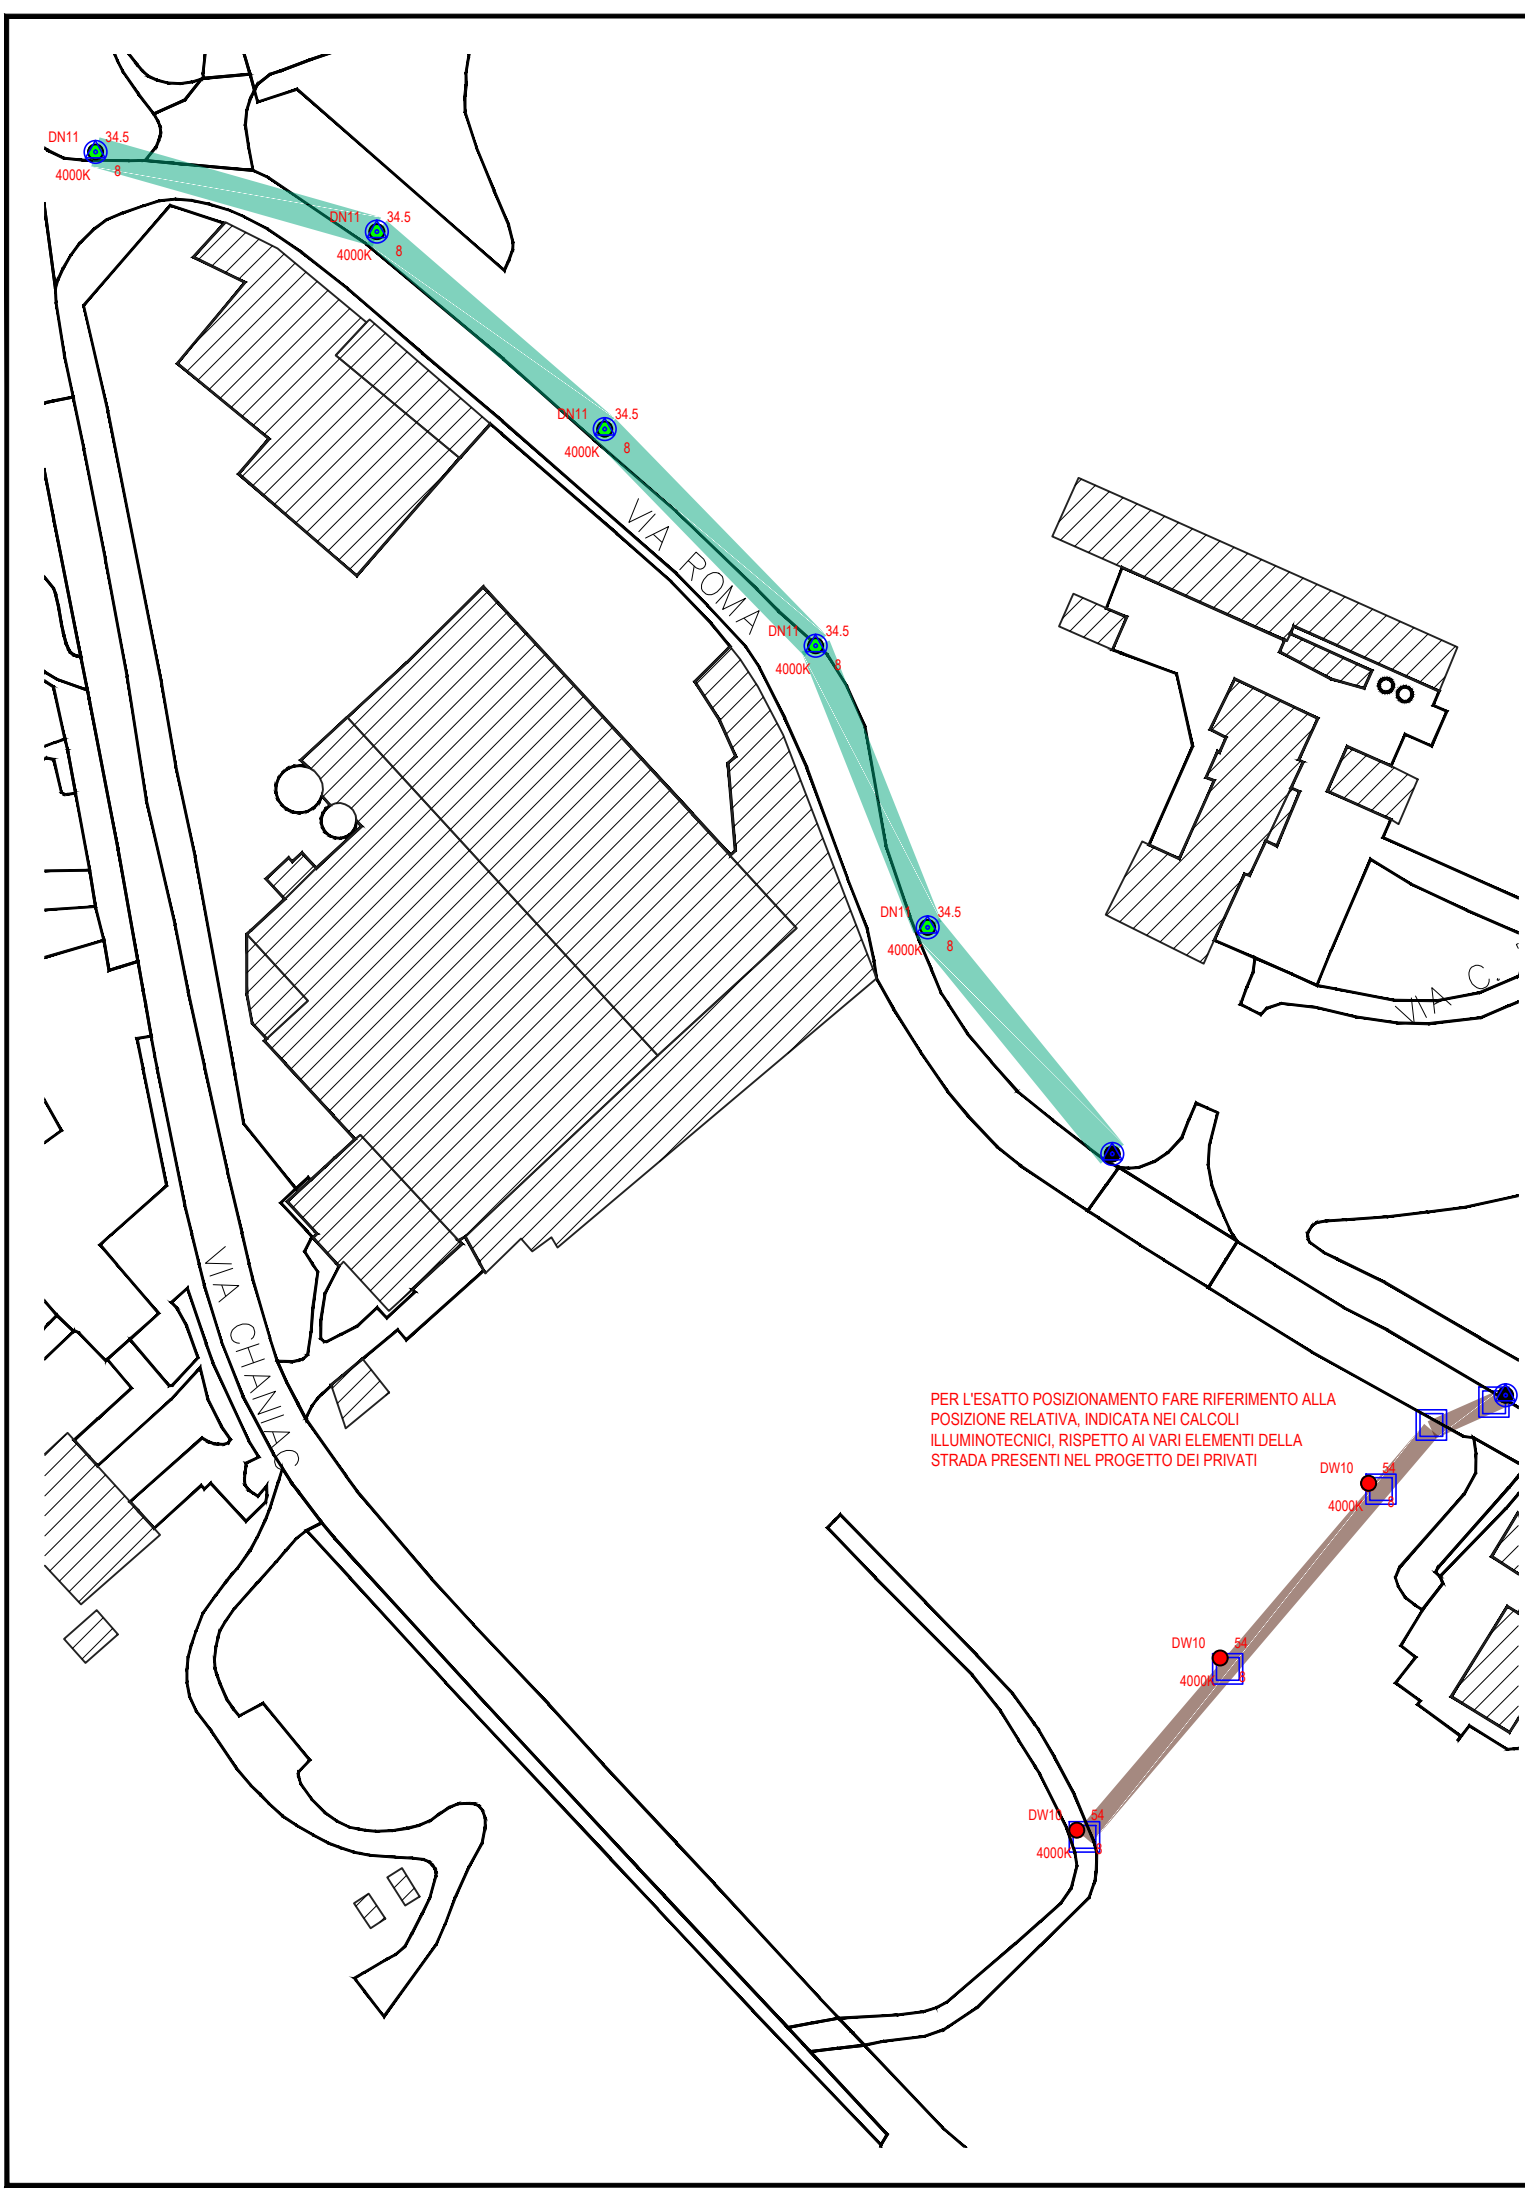 DN11 34.5
4000K 8
DN11 34.5
4000K 8
DN11 34.5
4000K 8
VIA ROMA
DN11 34.5
4000K 8
DN11 34.5
4000K 8
VIA C.
VIA CHANIAC
PER L'ESATTO POSIZIONAMENTO FARE RIFERIMENTO ALLA
POSIZIONE RELATIVA, INDICATA NEI CALCOLI
ILLUMINOTECNICI, RISPETTO AI VARI ELEMENTI DELLA
STRADA PRESENTI NEL PROGETTO DEI PRIVATI
DW10 54
4000K 8
DW10 54
4000K 8
DW10 54
4000K 8